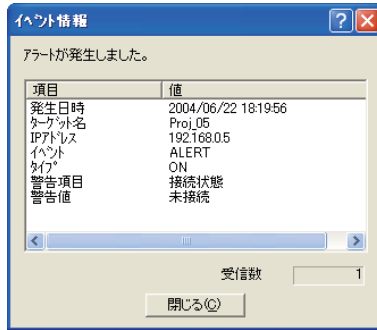 ｲﾍﾞﾝﾄ情報
ｱﾗｰﾄが発生しました。
項目 値
発生日時 2004/06/22 18:19:56
ﾀｰｹﾞｯﾄ名 Proj_05
IPｱﾄﾞﾚｽ 192.168.0.5
ｲﾍﾞﾝﾄ ALERT
ﾀｲﾌﾟ ON
警告項目 接続状態
警告値 未接続
受信数 1
閉じる(C)